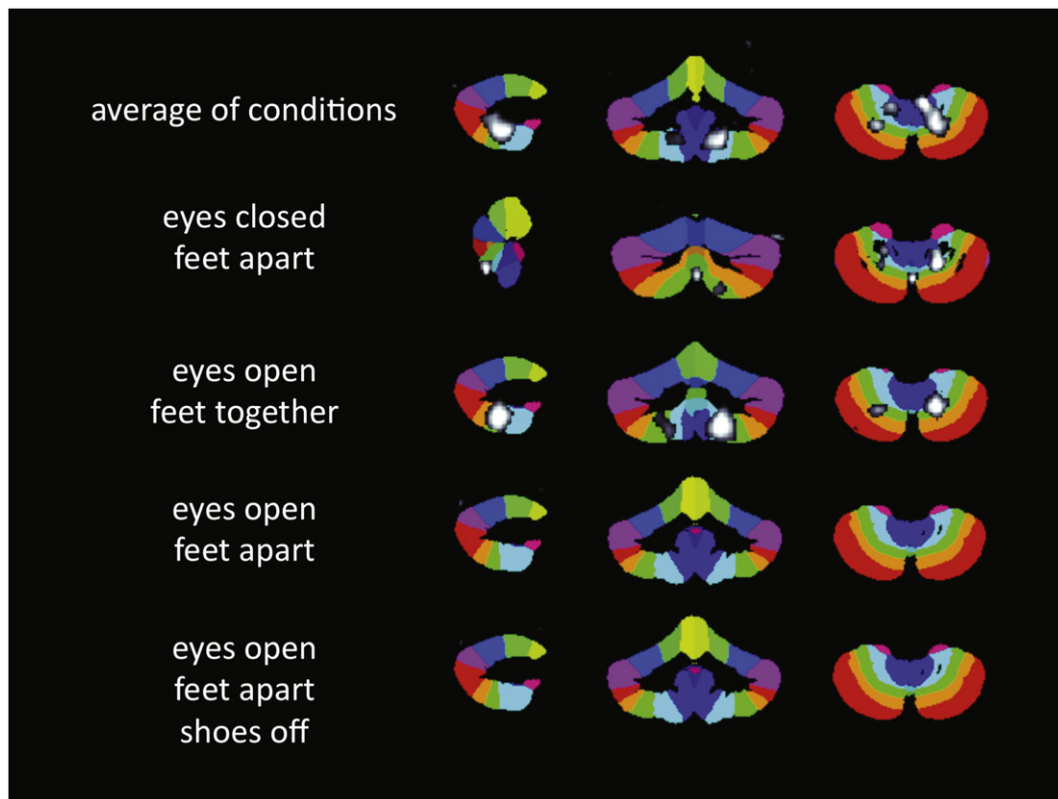 average of conditions
eyes closed
feet apart
eyes open
feet together
eyes open
feet apart
eyes open
feet apart
shoes off